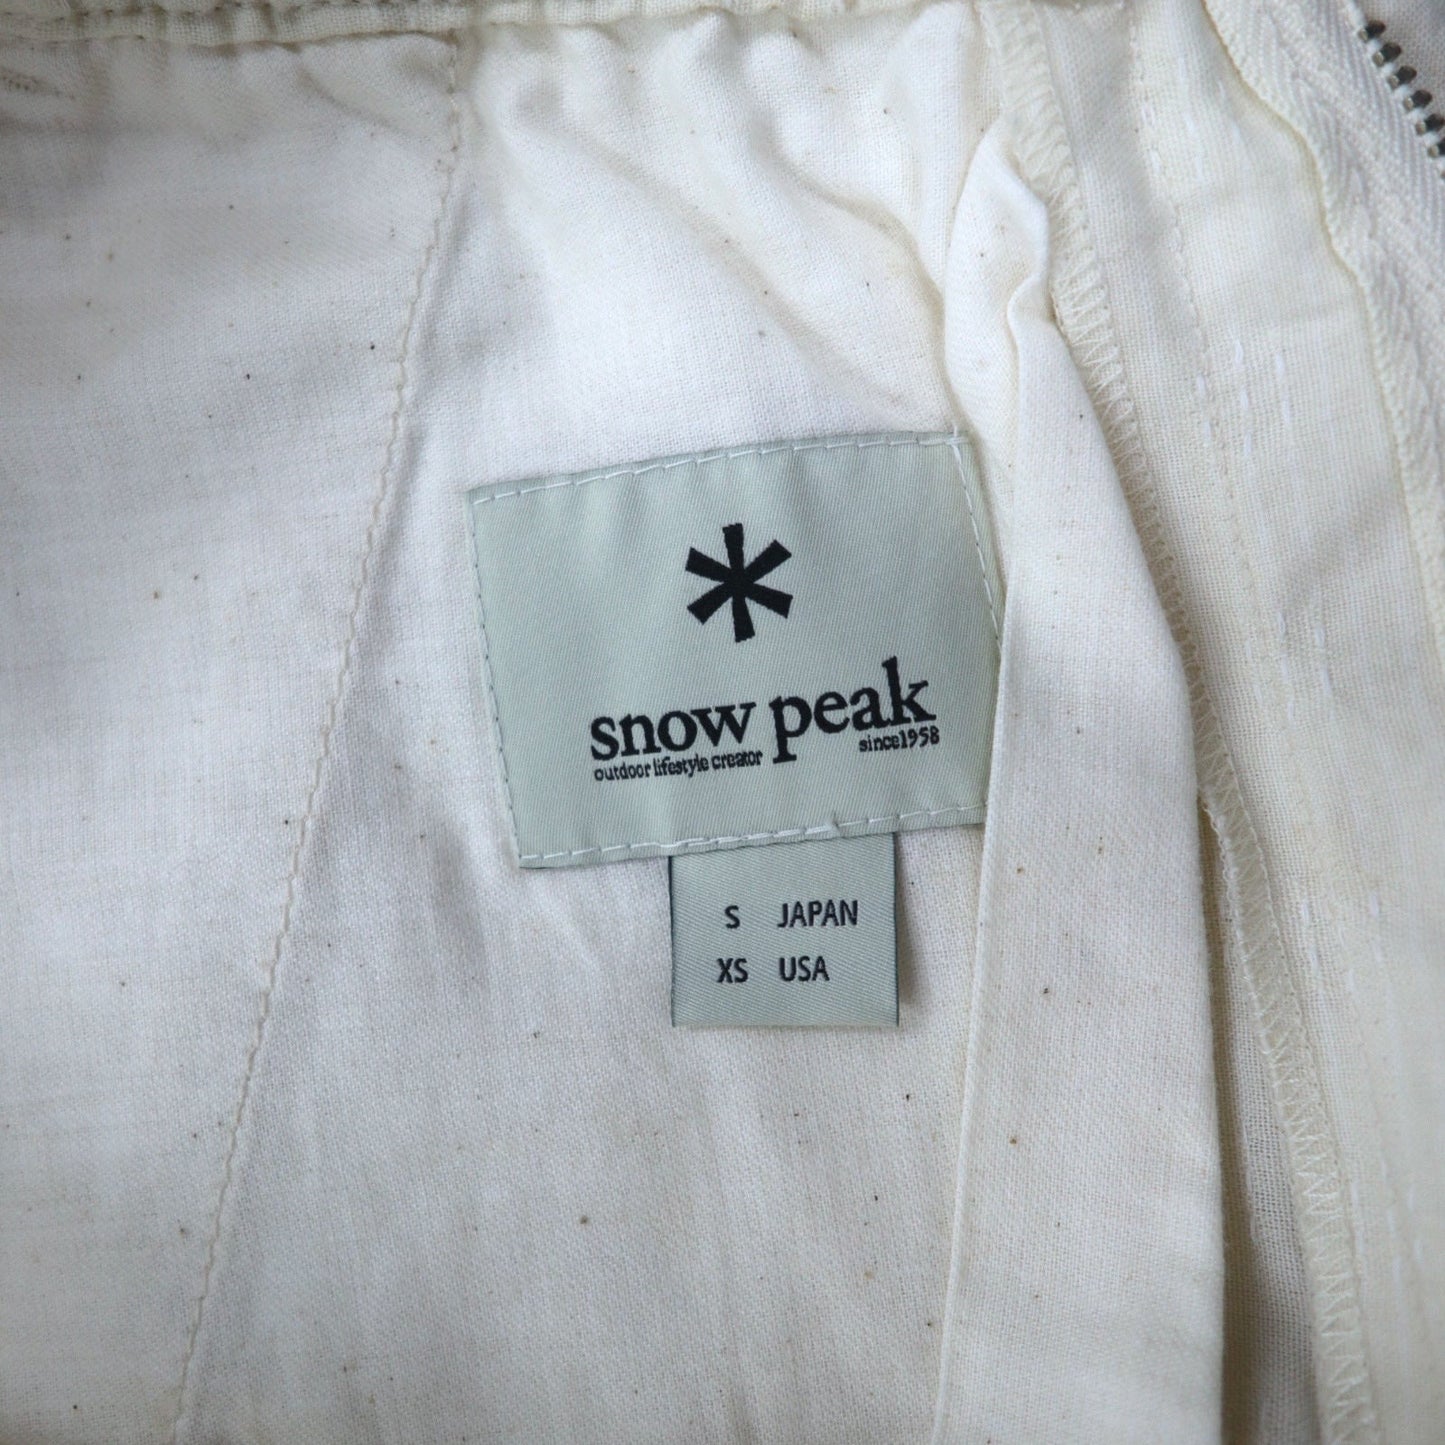 snow peak
outdoor lifestyle creator
since1958
S JAPAN
XS USA